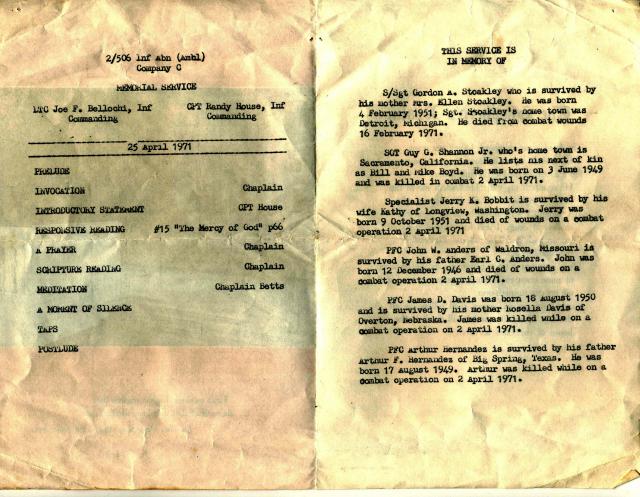 2/506 Inf Abn (Ambl)
Company C
MEMORIAL SERVICE
LTC Joe F. Bellochi, Inf CPT Randy House, Inf
Commanding Commanding
25 April 1971
PRELUDE
INVOCATION Chaplain
INTRODUCTORY STATEMENT CPT House
RESPONSIVE READING #15 "The Mercy of God" p66
A PRAYER Chaplain
SCRIPTURE READING Chaplain
MEDITATION Chaplain Betts
A MOMENT OF SILENCE
TAPS
POSTLUDE
THIS SERVICE IS
IN MEMORY OF
S/Sgt Gordon A. Stoakley who is survived by
his mother Mrs. Ellen Stoakley. He was born
4 February 1951; Sgt. Stoakley's home town was
Detroit, Michigan. He died from combat wounds
16 February 1971.
SGT Guy G. Shannon Jr. who's home town is
Sacramento, California. He lists his next of kin
as Bill and Mike Boyd. He was born on 3 June 1949
and was killed in combat 2 April 1971.
Specialist Jerry K. Bobbit is survived by his
wife Kathy of Longview, Washington. Jerry was
born 9 October 1951 and died of wounds on a combat
operation 2 april 1971
PFC John W. Anders of Waldron, Missouri is
survived by his father Earl C. Anders. John was
born 12 December 1946 and died of wounds on a
combat operation 2 April 1971.
PFC James D. Davis was born 18 August 1950
and is survived by his mother Rosella Davis of
Overton, Nebraska. James was killed while on a
combat operation on 2 April 1971.
PFC Arthur Hernandez is survived by his father
Arthur F. Hernandez of Big Spring, Texas. He was
born 17 August 1949. Arthur was killed while on a
combat operation on 2 April 1971.